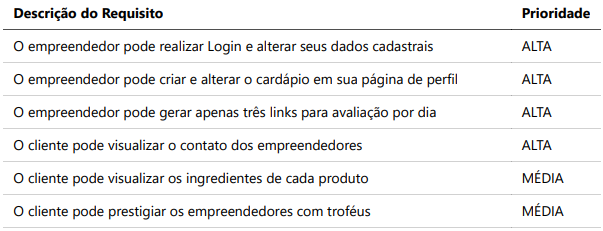 Descrição do Requisito Prioridade
O empreendedor pode realizar Login e alterar seus dados cadastrais ALTA
O empreendedor pode criar e alterar o cardápio em sua página de perfil ALTA
O empreendedor pode gerar apenas três links para avaliação por dia ALTA
O cliente pode visualizar o contato dos empreendedores ALTA
O cliente pode visualizar os ingredientes de cada produto MÉDIA
O cliente pode prestigiar os empreendedores com troféus MÉDIA